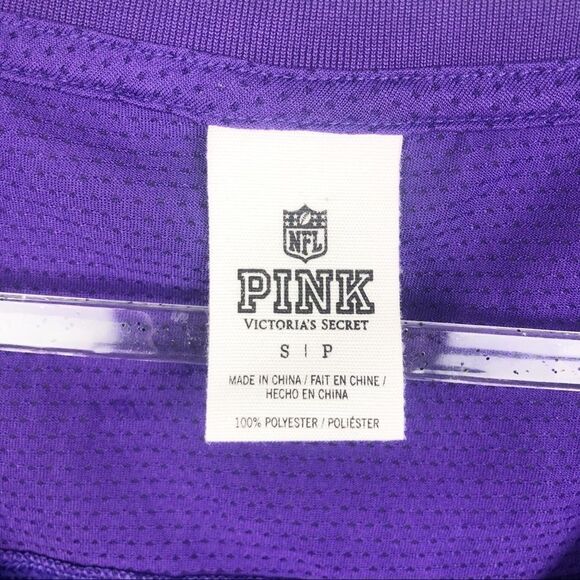 NFL
PINK
VICTORIA'S SECRET
S | P
MADE IN CHINA / FAIT EN CHINE /
HECHO EN CHINA
100% POLYESTER / POLIÉSTER